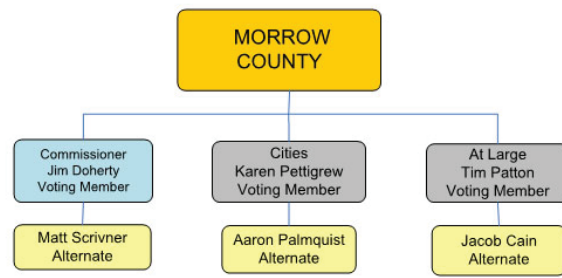 MORROW
COUNTY
Commissioner
Jim Doherty
Voting Member
Cities
Karen Pettigrew
Voting Member
At Large
Tim Patton
Voting Member
Matt Scrivner
Alternate
Aaron Palmquist
Alternate
Jacob Cain
Alternate